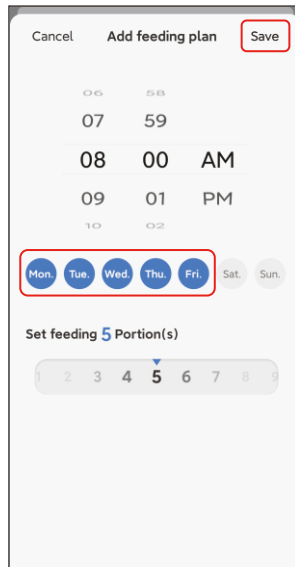 Cancel Add feeding plan Save
06 58
07 59
08 00 AM
09 01 PM
10 02
Mon. Tue. Wed. Thu. Fri. Sat. Sun.
Set feeding 5 Portion(s)
1 2 3 4 5 6 7 8 9